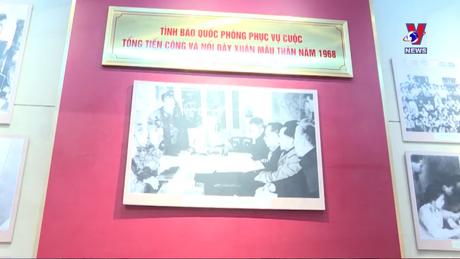 TÌNH BÁO QUỐC PHÒNG PHỤC VỤ CUỘC
TỔNG TIẾN CÔNG VÀ NỔI DẬY XUÂN MẬU THÂN NĂM 1968
NEWS